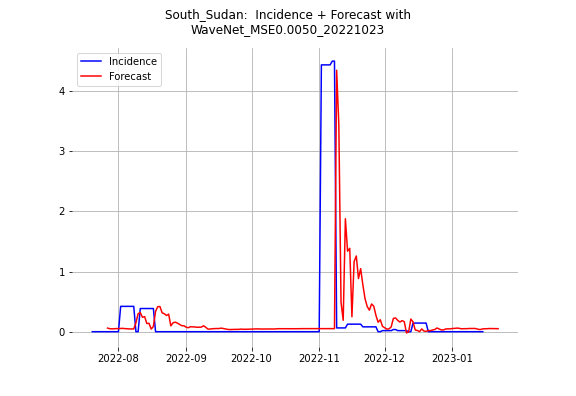 South_Sudan:  Incidence + Forecast with
WaveNet_MSE0.0050_20221023
Incidence
Forecast
4
3
2
1
0
2022-08
2022-09
2022-10
2022-11
2022-12
2023-01